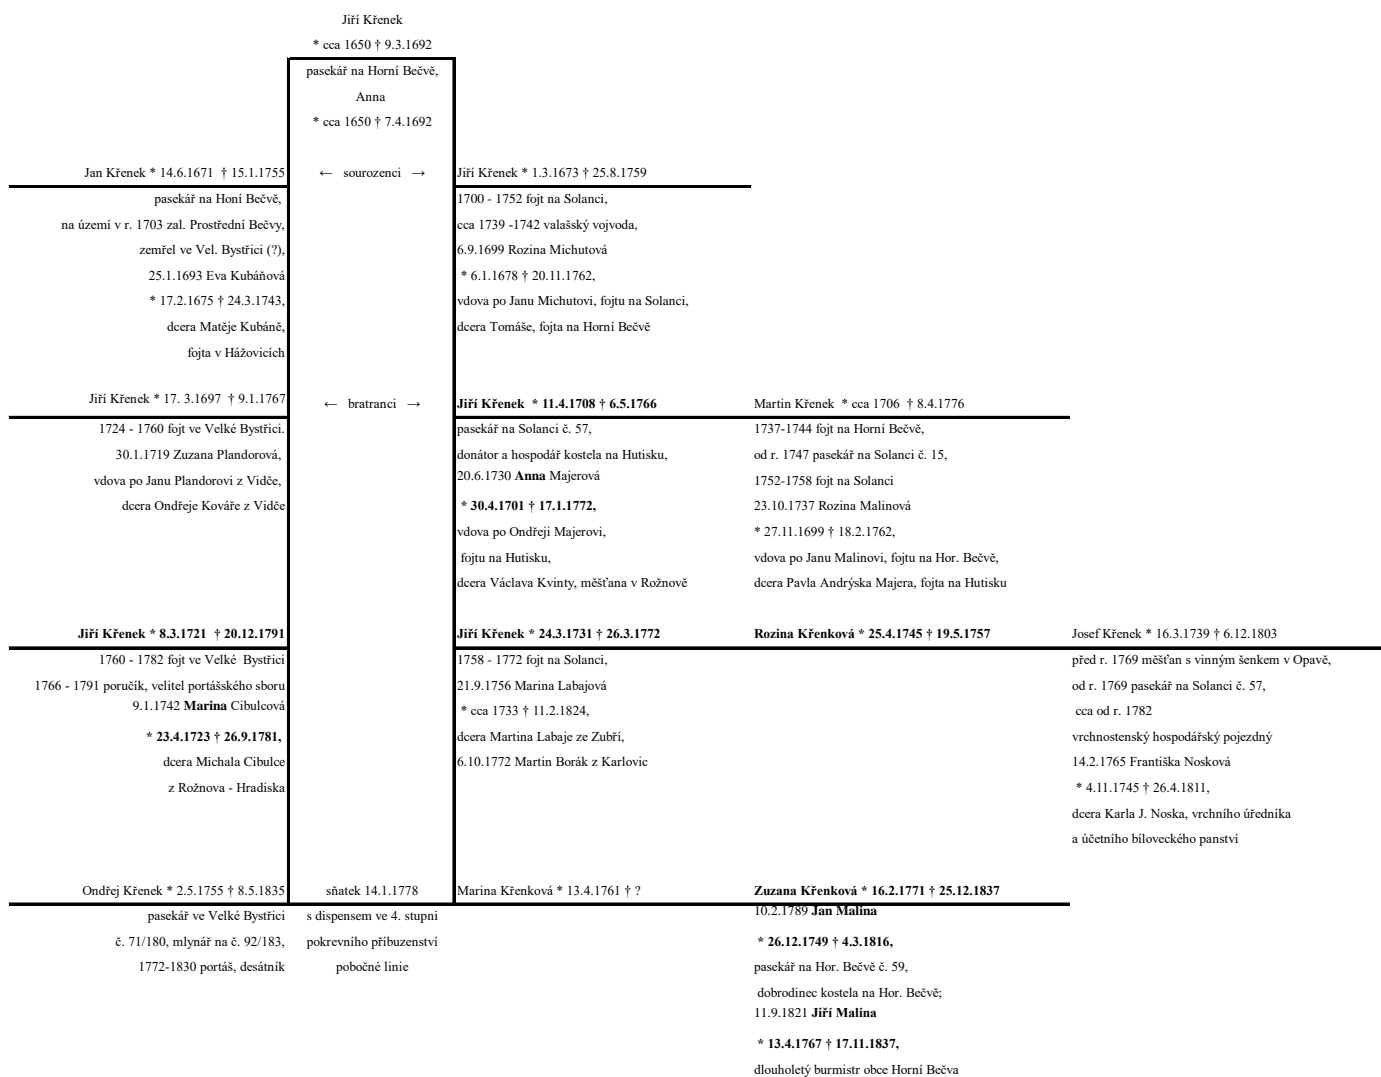 Jiří Křenek
* cca 1650 † 9.3.1692
pasekář na Horní Bečvě,
Anna
* cca 1650 † 7.4.1692
Jan Křenek * 14.6.1671 † 15.1.1755
pasekář na Honí Bečvě,
na území v r. 1703 zal. Prostřední Bečvy,
zemřel ve Vel. Bystřici (?),
25.1.1693 Eva Kubáňová
* 17.2.1675 † 24.3.1743,
dcera Matěje Kubáně,
fojta v Hážovicích
← sourozenci →
Jiří Křenek * 1.3.1673 † 25.8.1759
1700 - 1752 fojt na Solanci,
cca 1739 -1742 valašský vojvoda,
6.9.1699 Rozina Michutová
* 6.1.1678 † 20.11.1762,
vdova po Janu Michutovi, fojtu na Solanci,
dcera Tomáše, fojta na Horní Bečvě
Jiří Křenek * 17. 3.1697 † 9.1.1767
1724 - 1760 fojt ve Velké Bystřici.
30.1.1719 Zuzana Plandorová,
vdova po Janu Plandorovi z Vidče,
dcera Ondřeje Kováře z Vidče
← bratranci →
Jiří Křenek * 11.4.1708 † 6.5.1766
pasekář na Solanci č. 57,
donátor a hospodář kostela na Hutisku,
20.6.1730 Anna Majerová
* 30.4.1701 † 17.1.1772,
vdova po Ondřeji Majerovi,
fojtu na Hutisku,
dcera Václava Kvinty, měšťana v Rožnově
Martin Křenek * cca 1706 † 8.4.1776
1737-1744 fojt na Horní Bečvě,
od r. 1747 pasekář na Solanci č. 15,
1752-1758 fojt na Solanci
23.10.1737 Rozina Malinová
* 27.11.1699 † 18.2.1762,
vdova po Janu Malinovi, fojtu na Hor. Bečvě,
dcera Pavla Andrýska Majera, fojta na Hutisku
Jiří Křenek * 8.3.1721 † 20.12.1791
1760 - 1782 fojt ve Velké Bystřici
1766 - 1791 poručík, velitel portášského sboru
9.1.1742 Marina Cibulcová
* 23.4.1723 † 26.9.1781,
dcera Michala Cibulce
z Rožnova - Hradiska
Jiří Křenek * 24.3.1731 † 26.3.1772
1758 - 1772 fojt na Solanci,
21.9.1756 Marina Labajová
* cca 1733 † 11.2.1824,
dcera Martina Labaje ze Zubří,
6.10.1772 Martin Borák z Karlovic
Rozina Křenková * 25.4.1745 † 19.5.1757
Josef Křenek * 16.3.1739 † 6.12.1803
před r. 1769 měšťan s vinným šenkem v Opavě,
od r. 1769 pasekář na Solanci č. 57,
cca od r. 1782
vrchnostenský hospodářský pojezdný
14.2.1765 Františka Nosková
* 4.11.1745 † 26.4.1811,
dcera Karla J. Noska, vrchního úředníka
a účetního bíloveckého panství
Ondřej Křenek * 2.5.1755 † 8.5.1835
pasekář ve Velké Bystřici
č. 71/180, mlynář na č. 92/183,
1772-1830 portáš, desátník
sňatek 14.1.1778
s dispensem ve 4. stupni
pokrevního příbuzenství
pobočné linie
Marina Křenková * 13.4.1761 † ?
Zuzana Křenková * 16.2.1771 † 25.12.1837
10.2.1789 Jan Malina
* 26.12.1749 † 4.3.1816,
pasekář na Hor. Bečvě č. 59,
dobrodinec kostela na Hor. Bečvě;
11.9.1821 Jiří Malina
* 13.4.1767 † 17.11.1837,
dlouholetý burmistr obce Horní Bečva